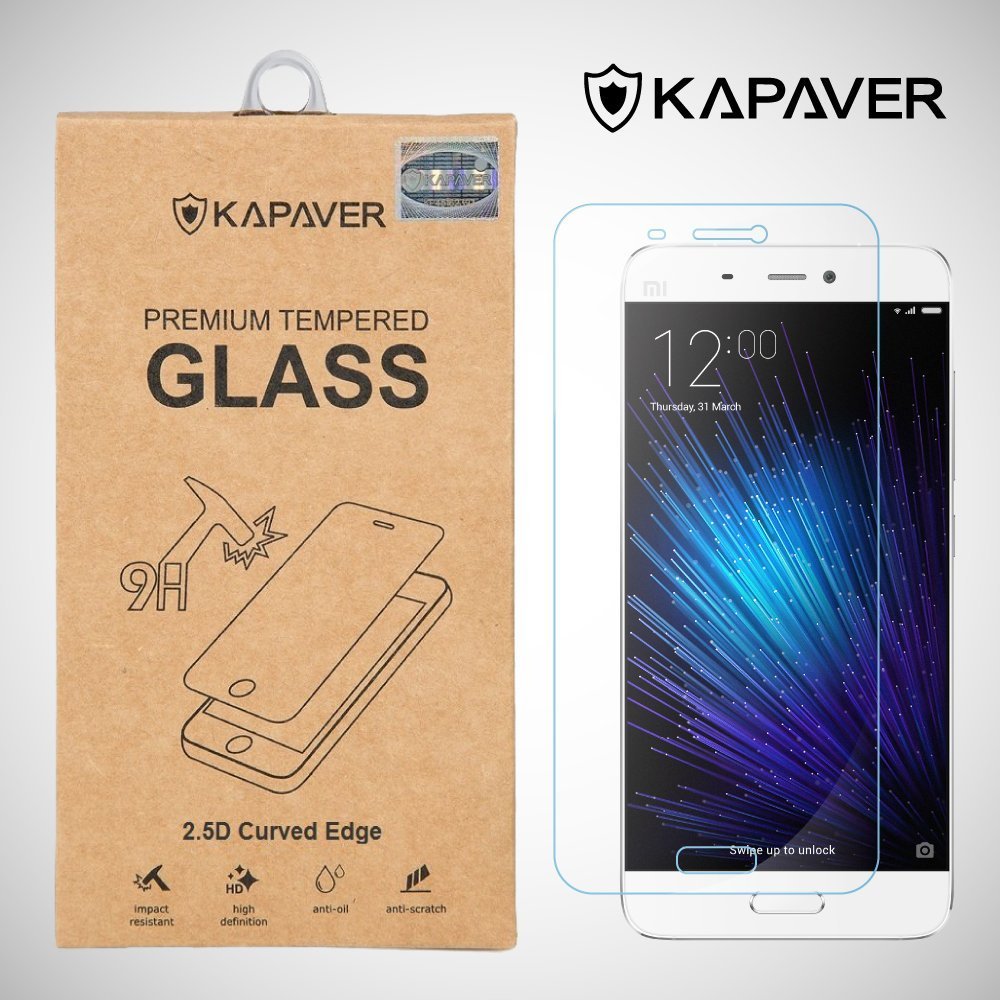 KAPAVER
KAPAVER
KAPAVER
PREMIUM TEMPERED
GLASS
9H
2.5D Curved Edge
impact
resistant
HD
high
definition
anti-oil
anti-scratch
mi
12:00
Thursday, 31 March
Swipe up to unlock